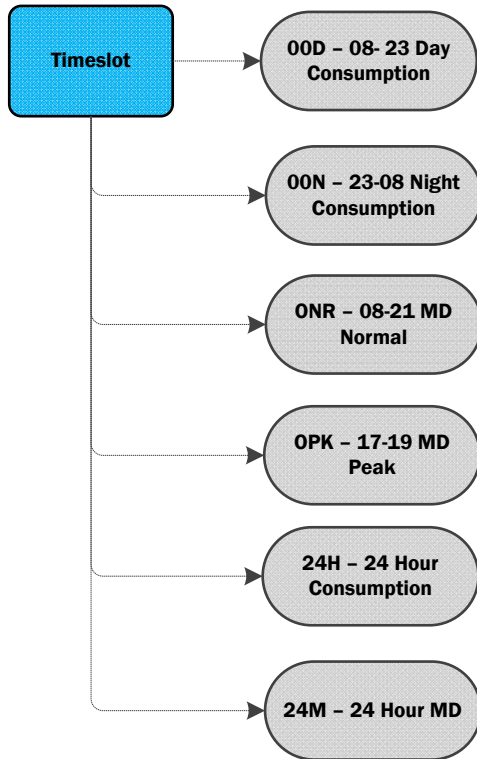 Timeslot
00D – 08- 23 Day
Consumption
00N – 23-08 Night
Consumption
0NR – 08-21 MD
Normal
0PK – 17-19 MD
Peak
24H – 24 Hour
Consumption
24M – 24 Hour MD